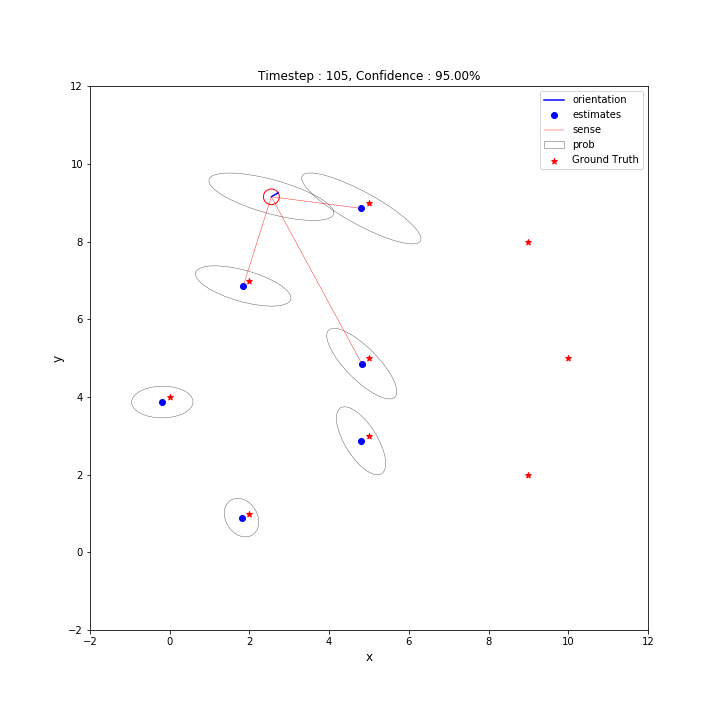 Timestep : 105, Confidence : 95.00%
orientation
estimates
sense
prob
Ground Truth
12
10
8
6
4
2
0
−2
y
−2 0 2 4 6 8 10 12
x